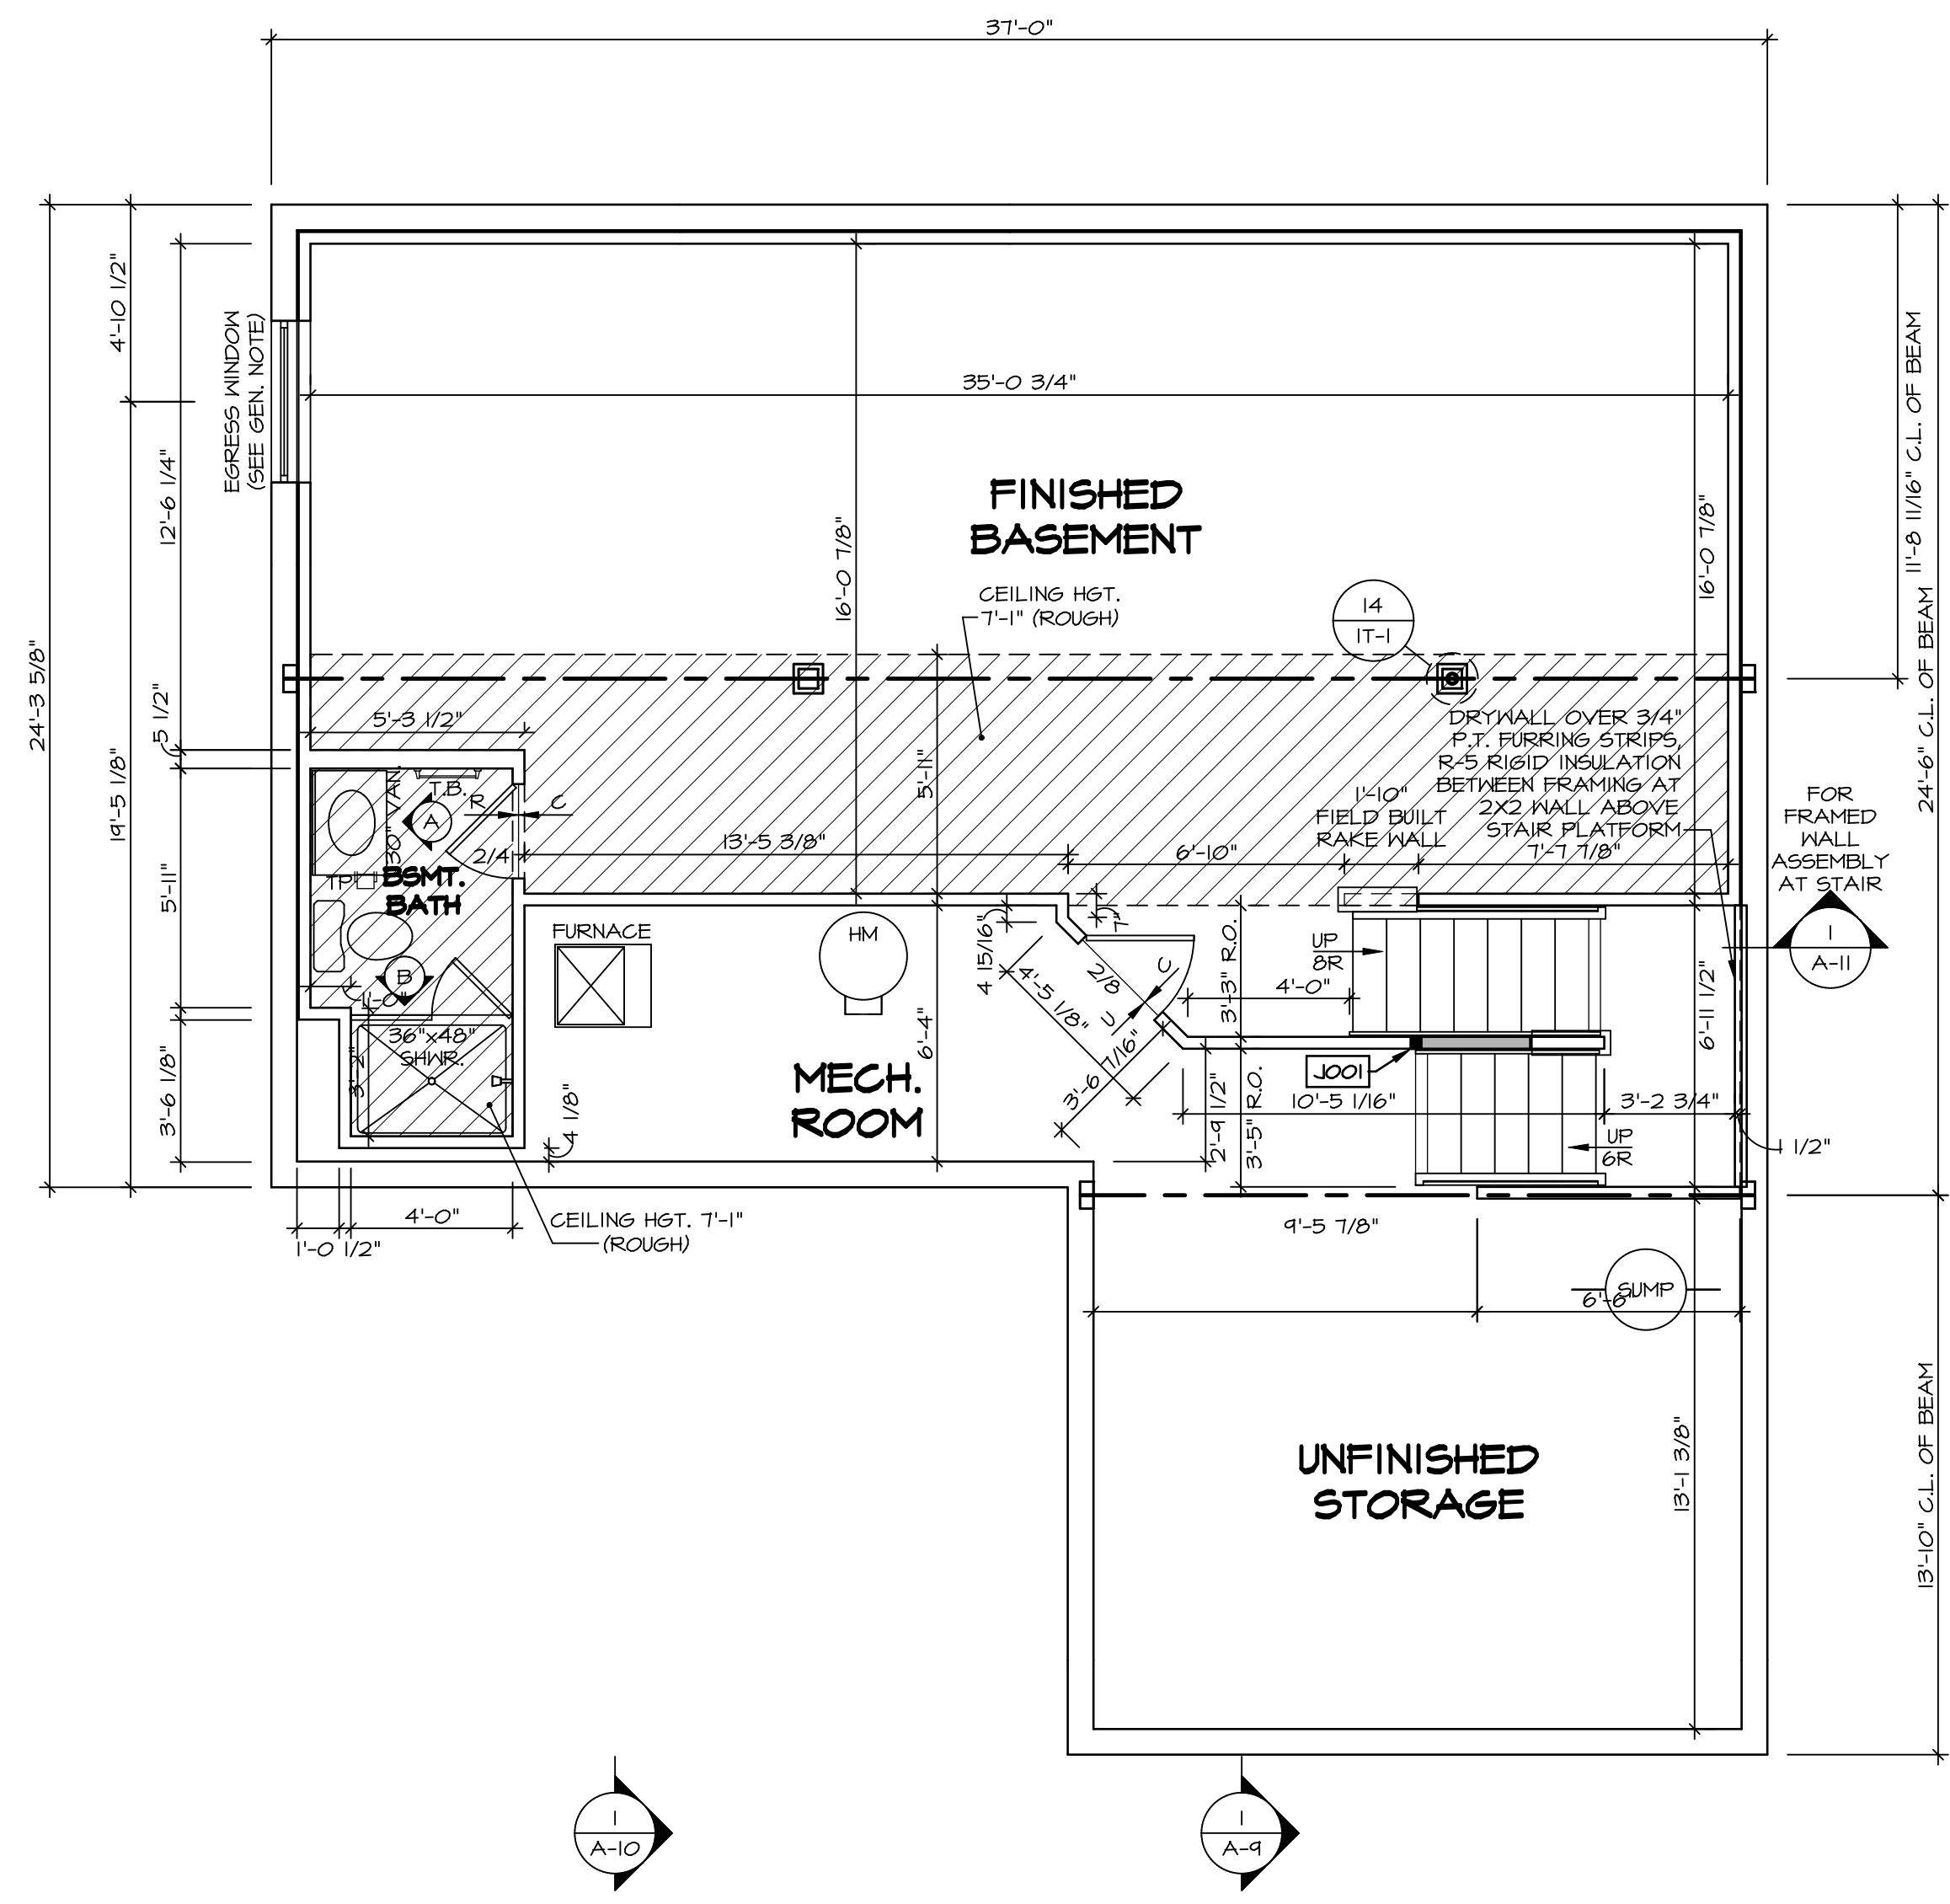 37'-0"
4'-10 1/2"
EGRESS WINDOW
(SEE GEN. NOTE)
35'-0 3/4"
11'-8 11/16" C.L. OF BEAM
12'-6 1/4"
FINISHED
BASEMENT
16'-0 7/8"
16'-0 7/8"
CEILING HGT.
7'-1" (ROUGH)
14
1T-1
24'-3 5/8"
24'-6" C.L. OF BEAM
5 1/2"
5'-3 1/2"
19'-5 1/8"
5'-11"
DRYWALL OVER 3/4"
P.T. FURRING STRIPS,
R-5 RIGID INSULATION
BETWEEN FRAMING AT
2X2 WALL ABOVE
STAIR PLATFORM
1'-10"
FIELD BUILT
RAKE WALL
7'-7 7/8"
FOR
FRAMED
WALL
ASSEMBLY
AT STAIR
1
A-11
T.B.
R
C
A
30" VAN.
2/4
13'-5 3/8"
6'-10"
TP
BSMT.
BATH
5'-11"
B
1'-0"
FURNACE
HW
4 15/16"
7"
2/8
C
U
4'-5 1/8"
3'-6 7/16"
3'-3" R.O.
UP
8R
4'-0"
6'-11 1/2"
36"x48"
SHWR.
3'-2"
3'-6 1/8"
6'-4"
MECH.
ROOM
4 1/8"
J001
2'-9 1/2"
3'-5" R.O.
10'-5 1/16"
3'-2 3/4"
UP
6R
1 1/2"
4'-0"
1'-0 1/2"
CEILING HGT. 7'-1"
(ROUGH)
9'-5 7/8"
SUMP
6'-6"
13'-1 3/8"
13'-10" C.L. OF BEAM
UNFINISHED
STORAGE
1
A-10
1
A-9